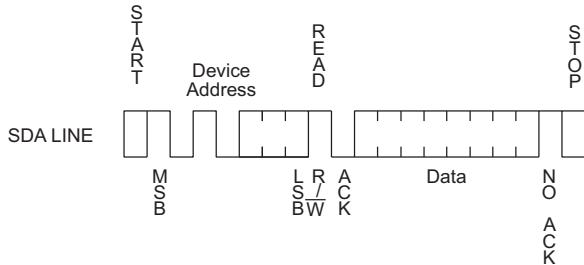 START
READ
STOP
Device
Address
SDA LINE
MSB
LSB
R/W
ACK
Data
NO ACK